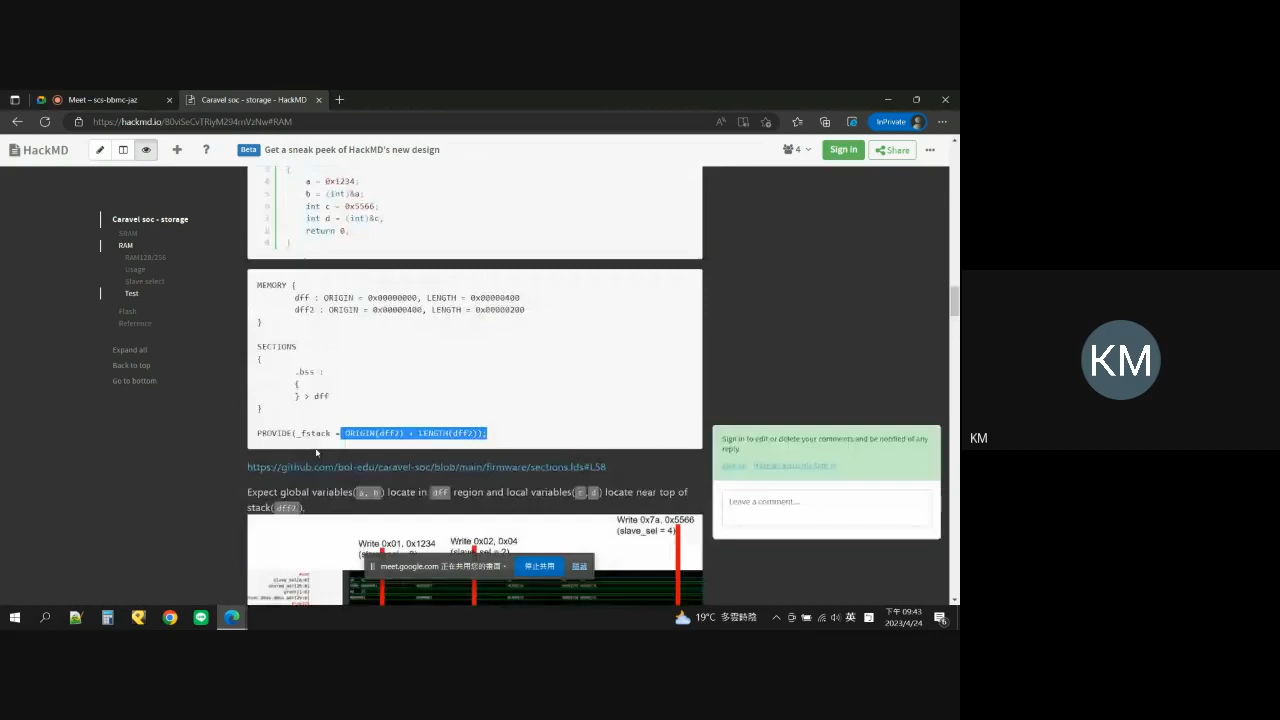 Meet – scs-bbmc-jaz
Caravel soc - storage - HackMD
https://hackmd.io/B0viSeCvTRiyM294rnVzNw#RAM
InPrivate
HackMD
Beta Get a sneak peek of HackMD's new design
4
Sign in
Share
Caravel soc - storage
SRAM
RAM
RAM128/256
Usage
Slave select
Test
Flash
Reference
Expand all
Back to top
Go to bottom
{
a = 0x1234;
b = (int)&a;
int c = 0x5566;
int d = (int)&c,
return 0,
}
MEMORY {
dff : ORIGIN = 0x00000000, LENGTH = 0x00000400
dff2 : ORIGIN = 0x00000400, LENGTH = 0x00000200
}
SECTIONS
{
.bss :
{
} > dff
}
PROVIDE(_fstack = ORIGIN(dff2) + LENGTH(dff2));
https://github.com/bol-edu/caravel-soc/blob/main/firmware/sections.lds#L58
Expect global variables(a, b) locate in dff region and local variables(c,d) locate near top of
stack(dff2).
Write 0x7a, 0x5566
(slave_sel = 4)
Write 0x01, 0x1234
Write 0x02, 0x04
Sign in to edit or delete your comments and be notified of any
reply.
Leave a comment...
meet.google.com 正在共用您的畫面。
停止共用
隱藏
KM
KM
19°C 多雲時陰
英
下午 09:43
2023/4/24
6